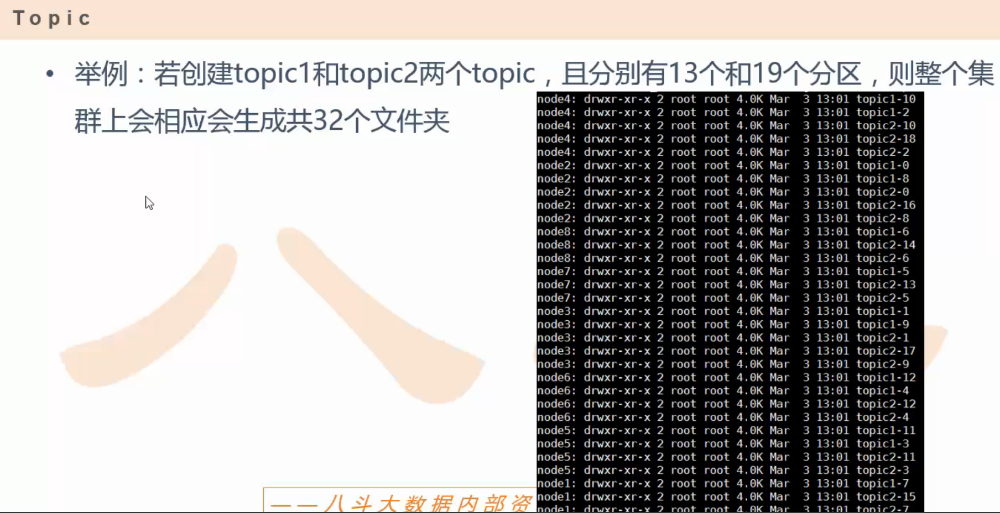 Topic
• 举例：若创建topic1和topic2两个topic，且分别有13个和19个分区，则整个集
群上会相应会生成共32个文件夹
node4: drwxr-xr-x 2 root root 4.0K Mar  3 13:01 topic1-10
node4: drwxr-xr-x 2 root root 4.0K Mar  3 13:01 topic1-2
node4: drwxr-xr-x 2 root root 4.0K Mar  3 13:01 topic2-10
node4: drwxr-xr-x 2 root root 4.0K Mar  3 13:01 topic2-18
node4: drwxr-xr-x 2 root root 4.0K Mar  3 13:01 topic2-2
node2: drwxr-xr-x 2 root root 4.0K Mar  3 13:01 topic1-0
node2: drwxr-xr-x 2 root root 4.0K Mar  3 13:01 topic1-8
node2: drwxr-xr-x 2 root root 4.0K Mar  3 13:01 topic2-0
node2: drwxr-xr-x 2 root root 4.0K Mar  3 13:01 topic2-16
node2: drwxr-xr-x 2 root root 4.0K Mar  3 13:01 topic2-8
node8: drwxr-xr-x 2 root root 4.0K Mar  3 13:01 topic1-6
node8: drwxr-xr-x 2 root root 4.0K Mar  3 13:01 topic2-14
node8: drwxr-xr-x 2 root root 4.0K Mar  3 13:01 topic2-6
node7: drwxr-xr-x 2 root root 4.0K Mar  3 13:01 topic1-5
node7: drwxr-xr-x 2 root root 4.0K Mar  3 13:01 topic2-13
node7: drwxr-xr-x 2 root root 4.0K Mar  3 13:01 topic2-5
node3: drwxr-xr-x 2 root root 4.0K Mar  3 13:01 topic1-1
node3: drwxr-xr-x 2 root root 4.0K Mar  3 13:01 topic1-9
node3: drwxr-xr-x 2 root root 4.0K Mar  3 13:01 topic2-1
node3: drwxr-xr-x 2 root root 4.0K Mar  3 13:01 topic2-17
node3: drwxr-xr-x 2 root root 4.0K Mar  3 13:01 topic2-9
node6: drwxr-xr-x 2 root root 4.0K Mar  3 13:01 topic1-12
node6: drwxr-xr-x 2 root root 4.0K Mar  3 13:01 topic1-4
node6: drwxr-xr-x 2 root root 4.0K Mar  3 13:01 topic2-12
node6: drwxr-xr-x 2 root root 4.0K Mar  3 13:01 topic2-4
node5: drwxr-xr-x 2 root root 4.0K Mar  3 13:01 topic1-11
node5: drwxr-xr-x 2 root root 4.0K Mar  3 13:01 topic1-3
node5: drwxr-xr-x 2 root root 4.0K Mar  3 13:01 topic2-11
node5: drwxr-xr-x 2 root root 4.0K Mar  3 13:01 topic2-3
node1: drwxr-xr-x 2 root root 4.0K Mar  3 13:01 topic1-7
node1: drwxr-xr-x 2 root root 4.0K Mar  3 13:01 topic2-15
node1: drwxr-xr-x 2 root root 4.0K Mar  3 13:01 topic2-7
——八斗大数据内部资